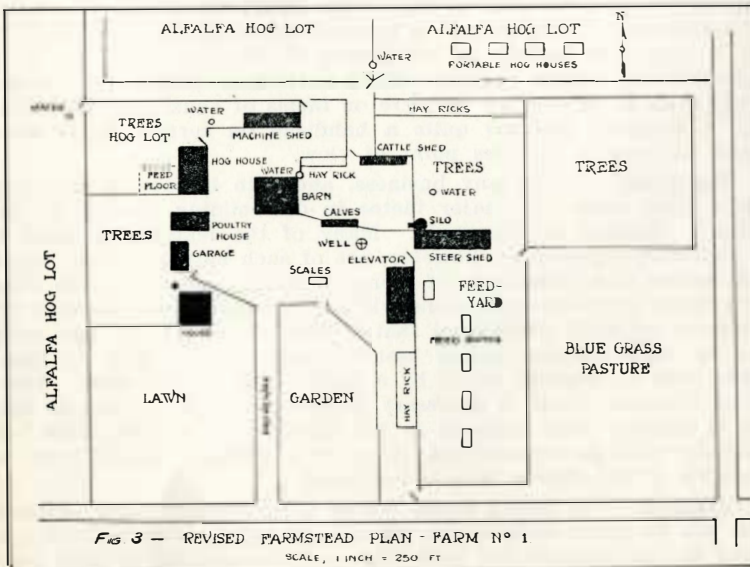 ALFALFA HOG LOT
ALFALFA HOG LOT
N
WATER
PORTABLE HOG HOUSES
WATER
HAY RICKS
TREES
HOG LOT
MACHINE SHED
CATTLE SHED
HOG HOUSE
TREES
TREES
FEED
FLOOR
WATER
HAY RICK
WATER
BARN
CALVES
SILO
POULTRY
HOUSE
TREES
WELL
STEER SHED
GARAGE
ELEVATOR
SCALES
FEED-
YARD
HOUSE
ALFALFA HOG LOT
BLUE GRASS
PASTURE
LAWN
GARDEN
HAY RICK
FIG 3 — REVISED FARMSTEAD PLAN - FARM Nº 1
SCALE, 1 INCH = 250 FT